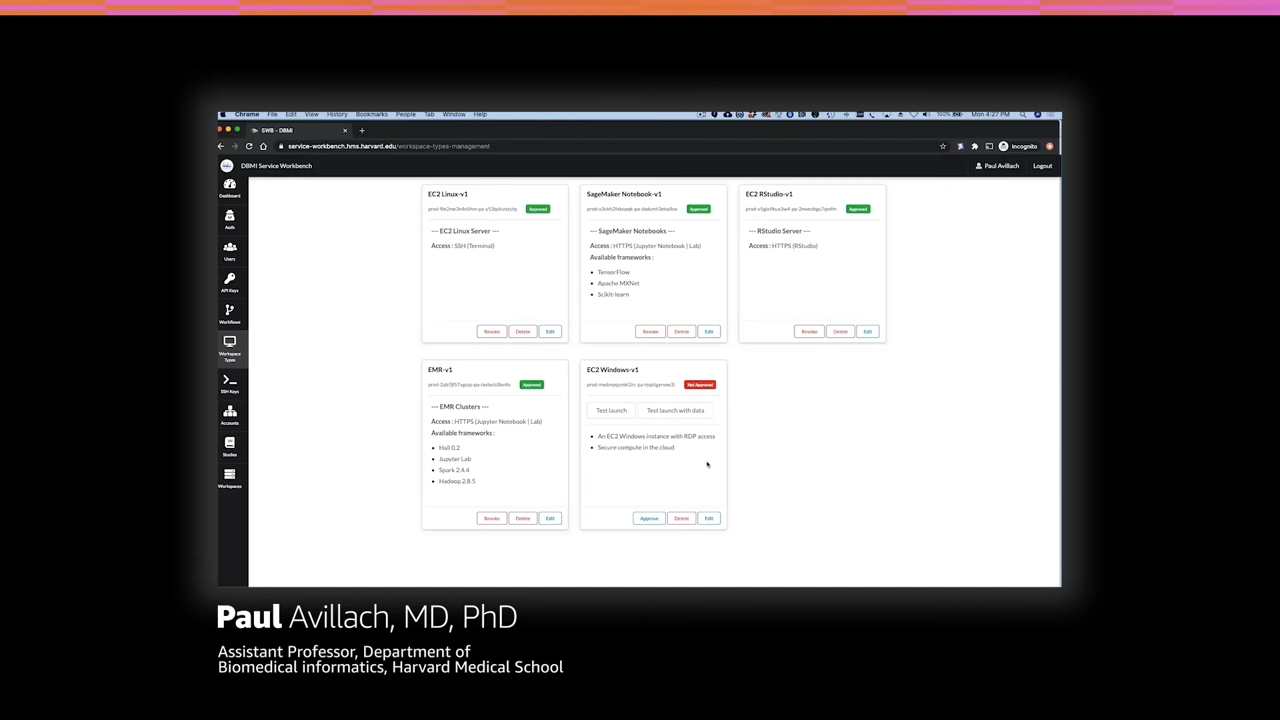 Chrome File Edit View History Bookmarks People Tab Window Help
100% Mon 4:27 PM
SWB - DBMI
service-workbench.hms.harvard.edu/workspace-types-management
Incognito
DBMI Service Workbench
Paul Avillach Logout
Dashboard
Auth
Users
API Keys
Workflows
Workspace
Types
SSH Keys
Accounts
Studies
Workspaces
EC2 Linux-v1
Approved
--- EC2 Linux Server ---
Access : SSH (Terminal)
Revoke Delete Edit
SageMaker Notebook-v1
Approved
--- SageMaker Notebooks ---
Access : HTTPS (Jupyter Notebook | Lab)
Available frameworks :
TensorFlow
Apache MXNet
Scikit-learn
Revoke Delete Edit
EC2 RStudio-v1
Approved
--- RStudio Server ---
Access : HTTPS (RStudio)
Revoke Delete Edit
EMR-v1
Approved
--- EMR Clusters ---
Access : HTTPS (Jupyter Notebook | Lab)
Available frameworks :
Hail 0.2
Jupyter Lab
Spark 2.4.4
Hadoop 2.8.5
Revoke Delete Edit
EC2 Windows-v1
Not Approved
Test launch Test launch with data
An EC2 Windows instance with RDP access
Secure compute in the cloud
Approve Delete Edit
Paul Avillach, MD, PhD
Assistant Professor, Department of
Biomedical informatics, Harvard Medical School